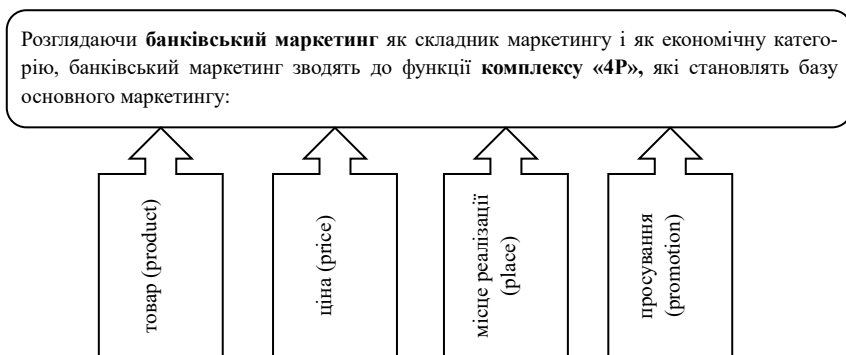 Розглядаючи банківський маркетинг як складник маркетингу і як економічну катего-
рію, банківський маркетинг зводять до функції комплексу «4Р», які становлять базу
основного маркетингу:
товар (product)
ціна (price)
місце реалізації
(place)
просування
(promotion)